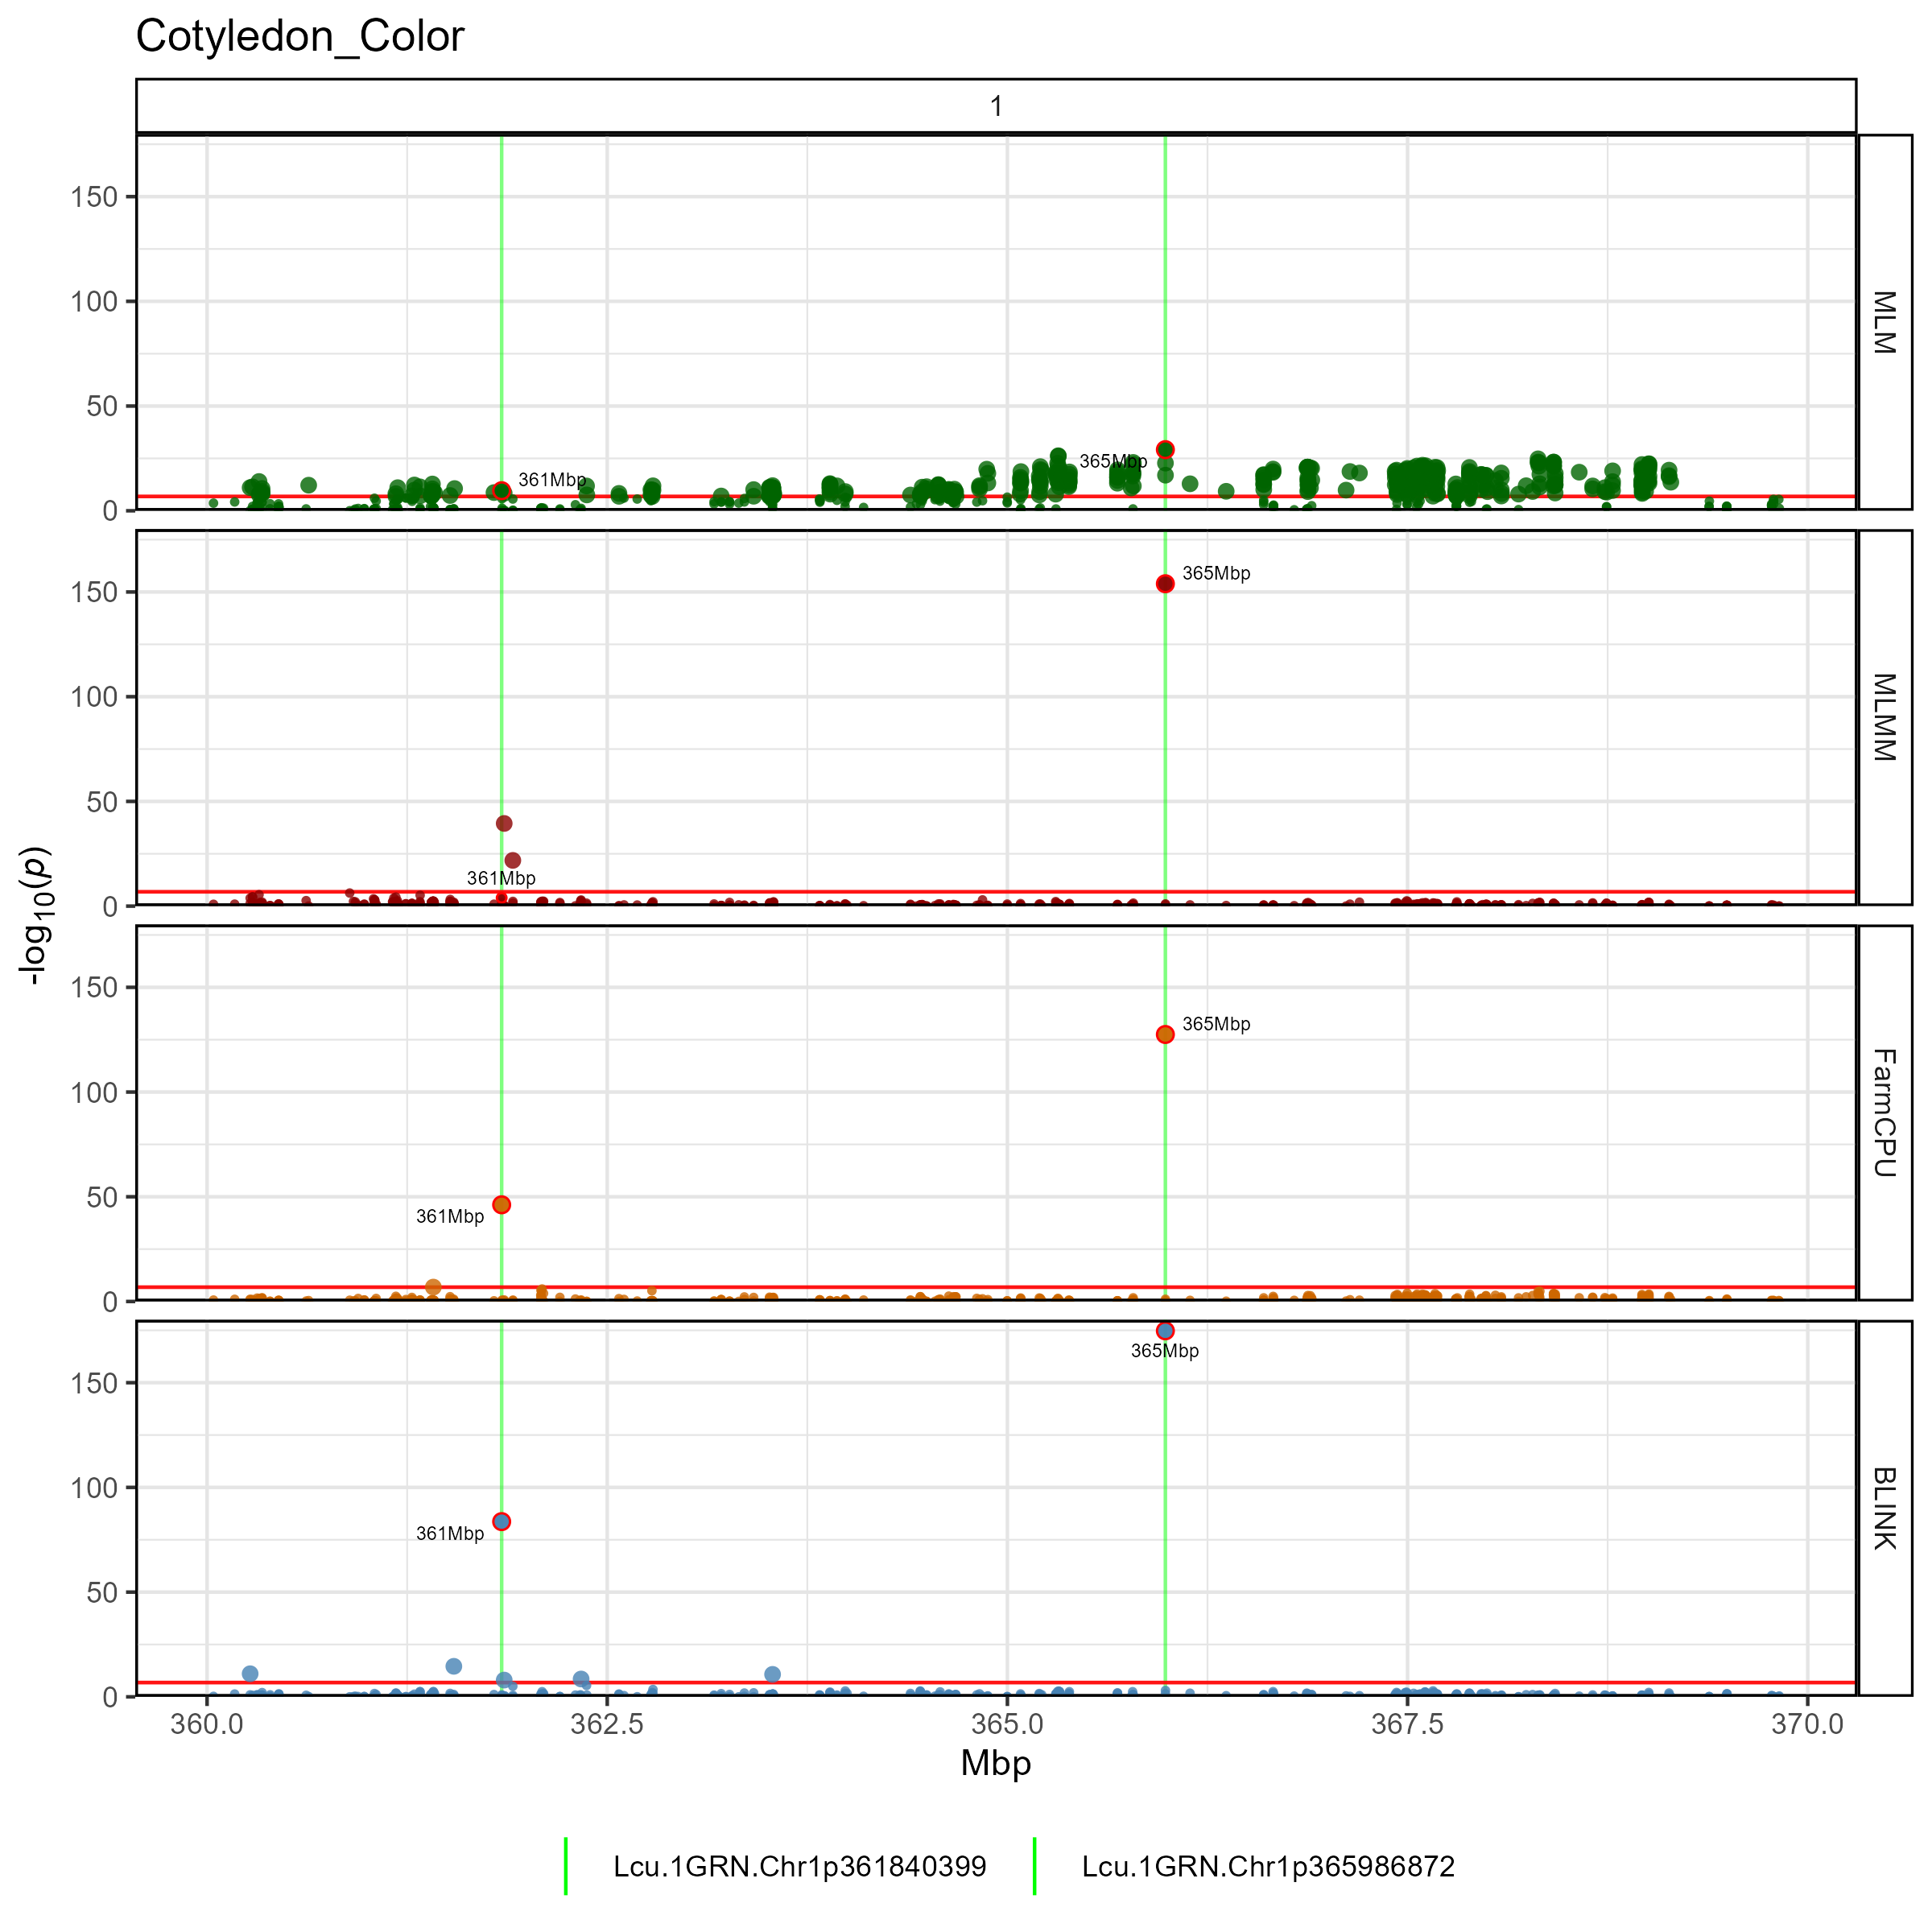 Cotyledon_Color
1
150
100
50
0
361Mbp
365Mbp
MLM
150
100
50
0
361Mbp
365Mbp
MLMM
150
100
50
0
361Mbp
365Mbp
FarmCPU
150
100
50
0
361Mbp
365Mbp
BLINK
-log10(p)
360.0 362.5 365.0 367.5 370.0
Mbp
Lcu.1GRN.Chr1p361840399 Lcu.1GRN.Chr1p365986872